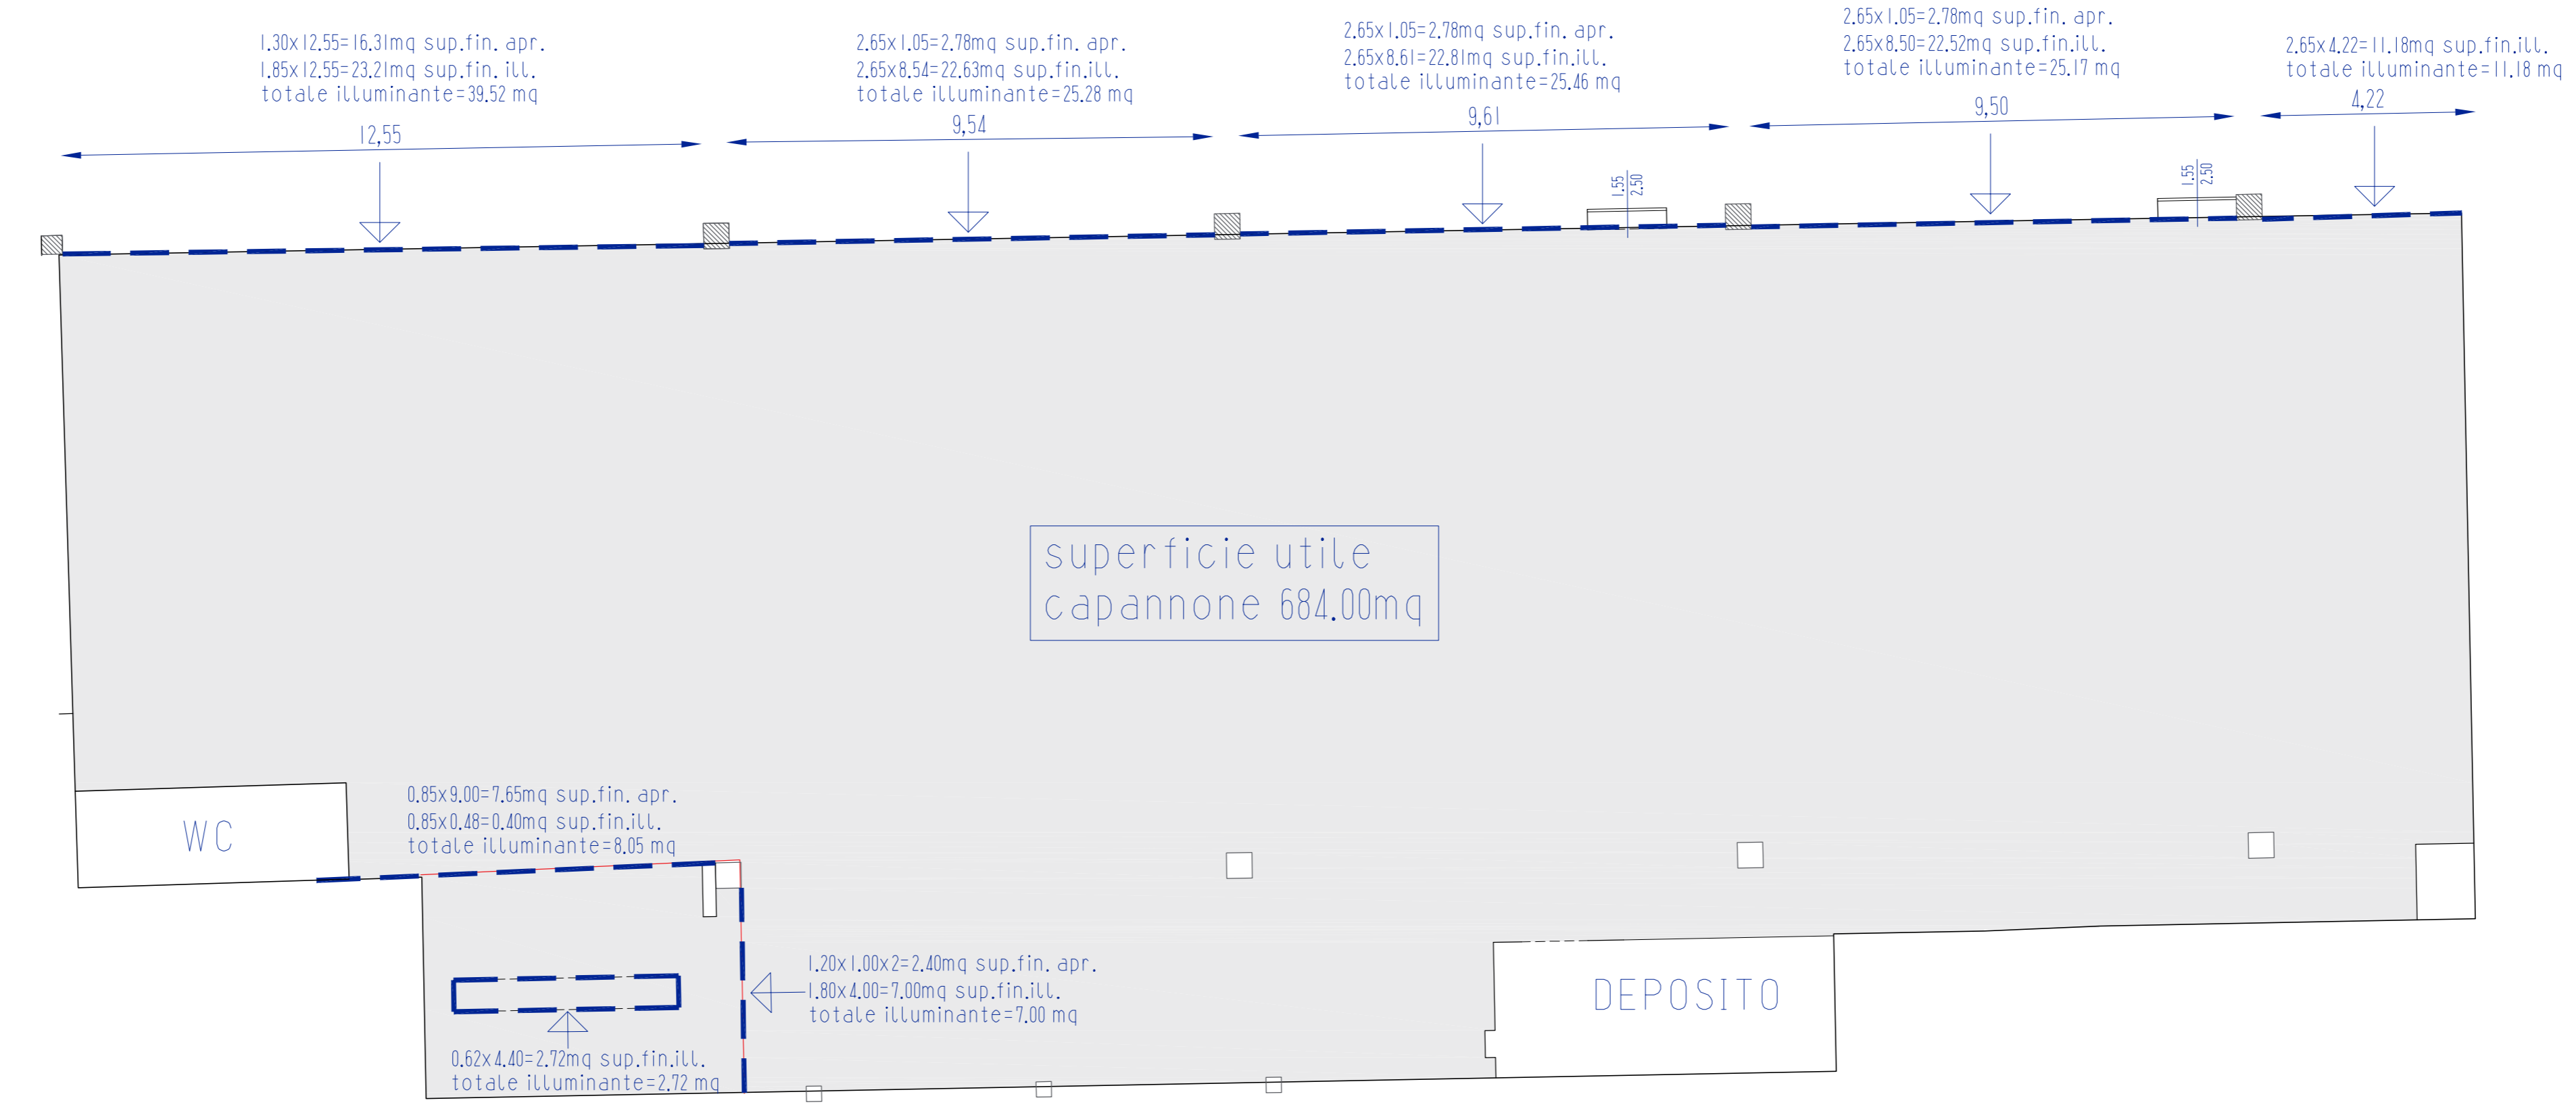 1.30x12.55=16.31mq sup.fin. apr.
1.85x12.55=23.21mq sup.fin. ill.
totale illuminante=39.52 mq
12,55
2.65x1.05=2.78mq sup.fin. apr.
2.65x8.54=22.63mq sup.fin.ill.
totale illuminante=25.28 mq
9,54
2.65x1.05=2.78mq sup.fin. apr.
2.65x8.61=22.81mq sup.fin.ill.
totale illuminante=25.46 mq
9,61
2.65x1.05=2.78mq sup.fin. apr.
2.65x8.50=22.52mq sup.fin.ill.
totale illuminante=25.17 mq
9,50
2.65x4.22=11.18mq sup.fin.ill.
totale illuminante=11.18 mq
4,22
1.55
2.50
1.55
2.50
superficie utile
capannone 684.00mq
WC
0.85x9.00=7.65mq sup.fin. apr.
0.85x0.48=0.40mq sup.fin.ill.
totale illuminante=8.05 mq
1.20x1.00x2=2.40mq sup.fin. apr.
1.80x4.00=7.00mq sup.fin.ill.
totale illuminante=7.00 mq
0.62x4.40=2.72mq sup.fin.ill.
totale illuminante=2.72 mq
DEPOSITO